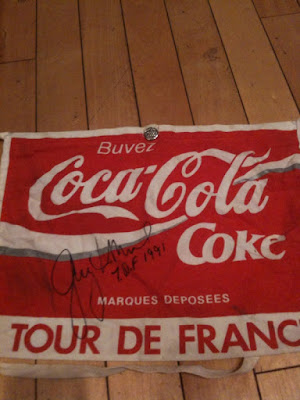 Buvez
Coca-Cola
Coke
TDF 1991
MARQUES DEPOSEES
TOUR DE FRANC